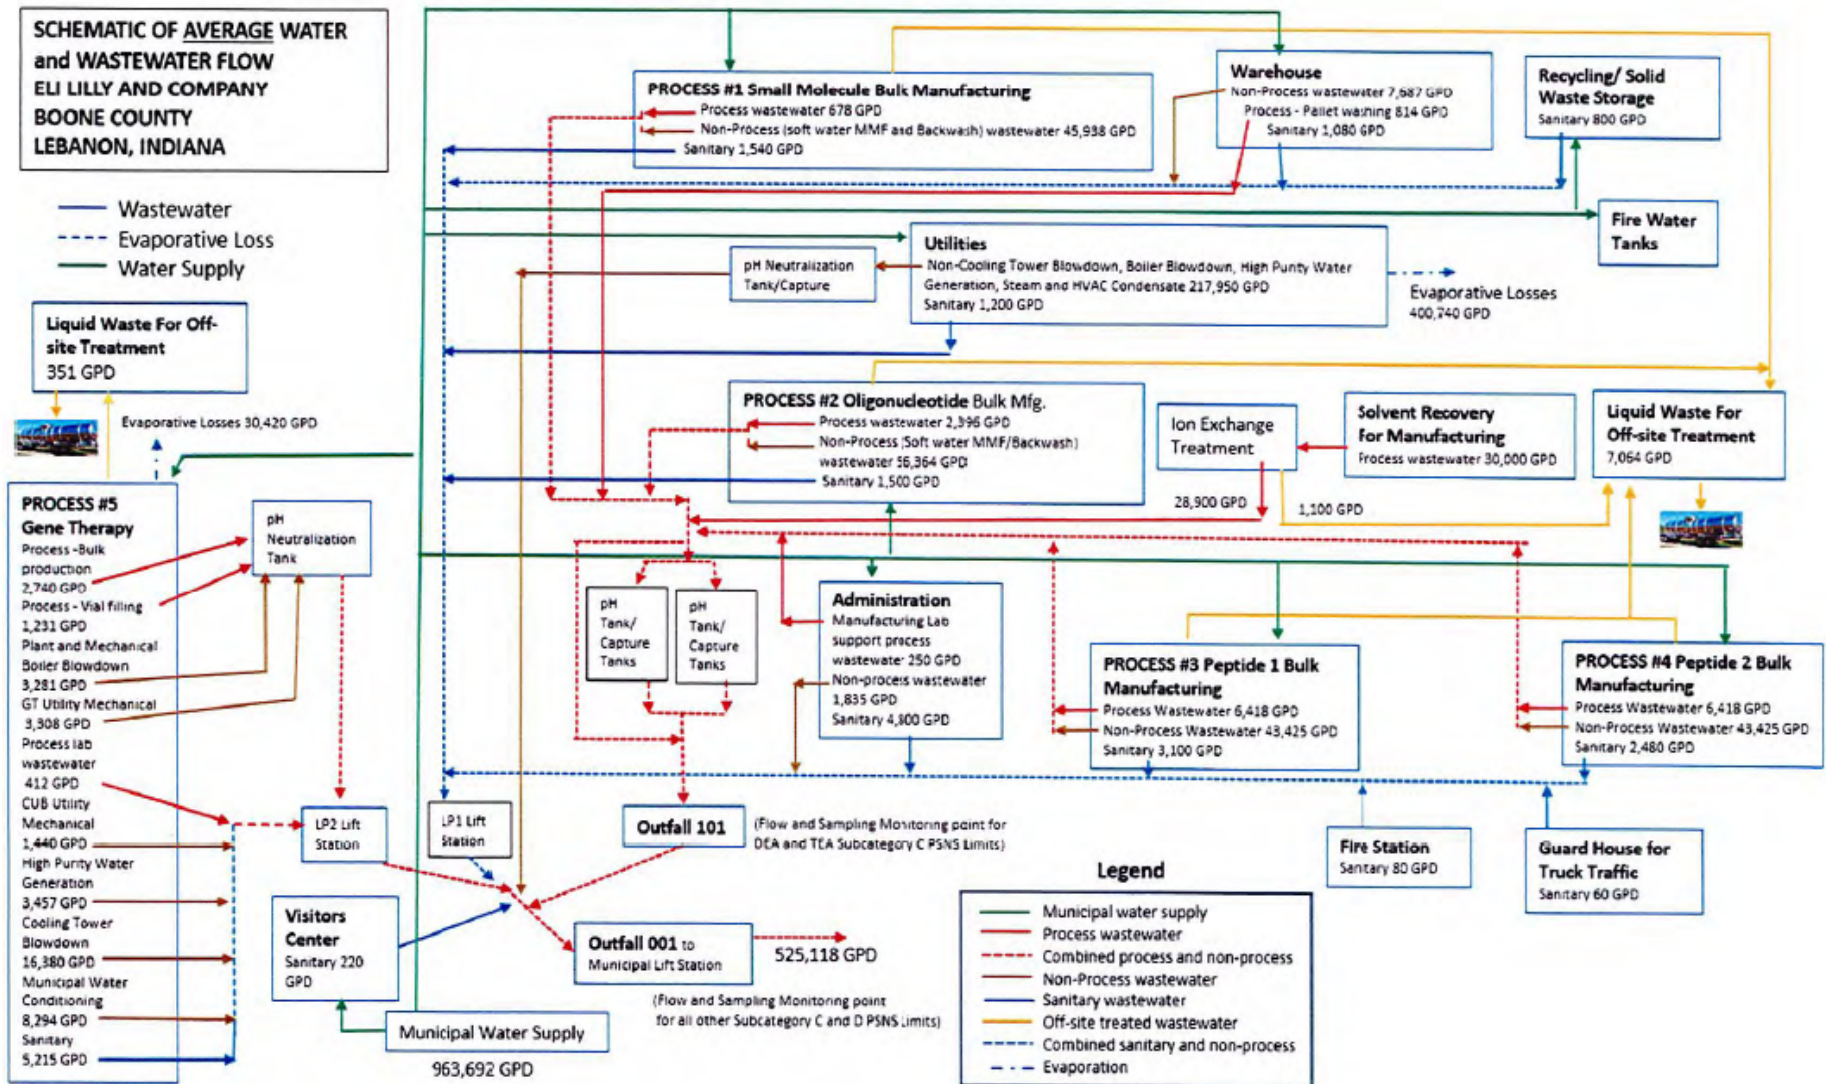 SCHEMATIC OF AVERAGE WATER
and WASTEWATER FLOW
ELI LILLY AND COMPANY
BOONE COUNTY
LEBANON, INDIANA
Wastewater
Evaporative Loss
Water Supply
PROCESS #1 Small Molecule Bulk Manufacturing
Process wastewater 678 GPD
Non-Process (soft water MMF and Backwash) wastewater 45,938 GPD
Sanitary 1,540 GPD
Warehouse
Non-Process wastewater 7,687 GPD
Process - Pallet washing 814 GPD
Sanitary 1,080 GPD
Recycling/ Solid
Waste Storage
Sanitary 800 GPD
Fire Water
Tanks
pH Neutralization
Tank/Capture
Utilities
Non-Cooling Tower Blowdown, Boiler Blowdown, High Purity Water
Generation, Steam and HVAC Condensate 217,950 GPD
Sanitary 1,200 GPD
Evaporative Losses
400,740 GPD
Liquid Waste For Off-
site Treatment
351 GPD
Evaporative Losses 30,420 GPD
PROCESS #2 Oligonucleotide Bulk Mfg.
Process wastewater 2,396 GPD
Non-Process (Soft water MMF/Backwash)
wastewater 56,364 GPD
Sanitary 1,500 GPD
Ion Exchange
Treatment
Solvent Recovery
for Manufacturing
Process wastewater 30,000 GPD
Liquid Waste For
Off-site Treatment
7,064 GPD
28,900 GPD
1,100 GPD
PROCESS #5
Gene Therapy
Process -Bulk
production
2,740 GPD
Process - Vial filling
1,231 GPD
Plant and Mechanical
Boiler Blowdown
3,281 GPD
GT Utility Mechanical
3,308 GPD
Process lab
wastewater
412 GPD
CUB Utility
Mechanical
1,440 GPD
High Purity Water
Generation
3,457 GPD
Cooling Tower
Blowdown
16,380 GPD
Municipal Water
Conditioning
8,294 GPD
Sanitary
5,215 GPD
pH
Neutralization
Tank
pH
Tank/
Capture
Tanks
pH
Tank/
Capture
Tanks
Administration
Manufacturing Lab
support process
wastewater 250 GPD
Non-process wastewater
1,835 GPD
Sanitary 4,800 GPD
PROCESS #3 Peptide 1 Bulk
Manufacturing
Process Wastewater 6,418 GPD
Non-Process Wastewater 43,425 GPD
Sanitary 3,100 GPD
PROCESS #4 Peptide 2 Bulk
Manufacturing
Process Wastewater 6,418 GPD
Non-Process Wastewater 43,425 GPD
Sanitary 2,480 GPD
LP2 Lift
Station
LP1 Lift
Station
Outfall 101
(Flow and Sampling Monitoring point for
DEA and TEA Subcategory C PSNS Limits)
Fire Station
Sanitary 80 GPD
Guard House for
Truck Traffic
Sanitary 60 GPD
Visitors
Center
Sanitary 220
GPD
Outfall 001 to
Municipal Lift Station
525,118 GPD
(Flow and Sampling Monitoring point
for all other Subcategory C and D PSNS Limits)
Municipal Water Supply
963,692 GPD
Legend
Municipal water supply
Process wastewater
Combined process and non-process
Non-Process wastewater
Sanitary wastewater
Off-site treated wastewater
Combined sanitary and non-process
Evaporation